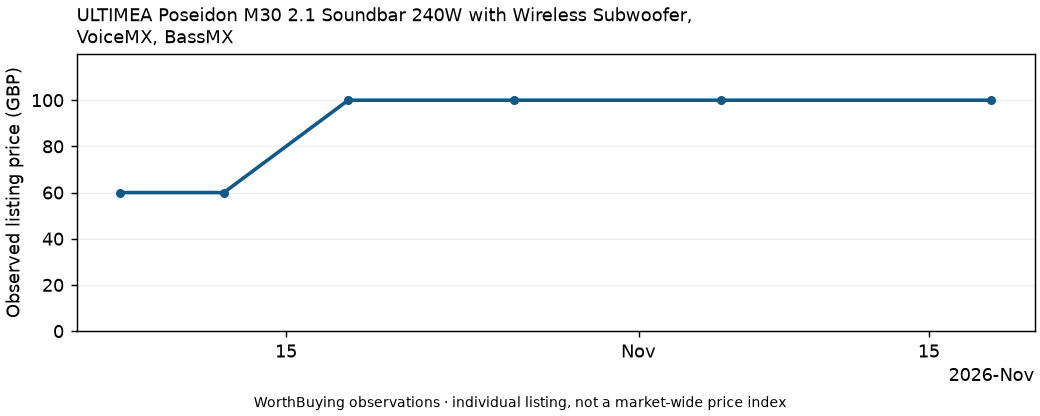 ULTIMEA Poseidon M30 2.1 Soundbar 240W with Wireless Subwoofer,
VoiceMX, BassMX
Observed listing price (GBP)
100
80
60
40
20
0
15
Nov
15
2026-Nov
WorthBuying observations · individual listing, not a market-wide price index